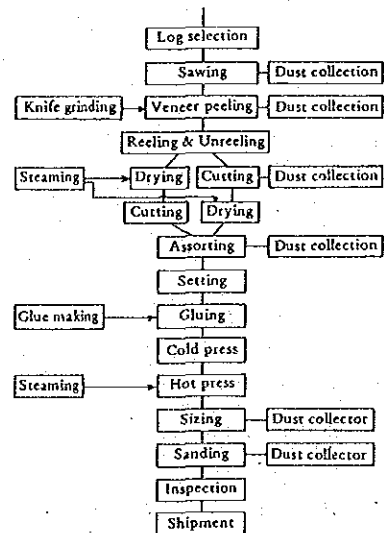 Log selection
Sawing Dust collection
Knife grinding Veneer peeling Dust collection
Reeling & Unreeling
Steaming Drying Cutting Dust collection
Cutting Drying
Assorting Dust collection
Setting
Glue making Gluing
Cold press
Steaming Hot press
Sizing Dust collector
Sanding Dust collector
Inspection
Shipment